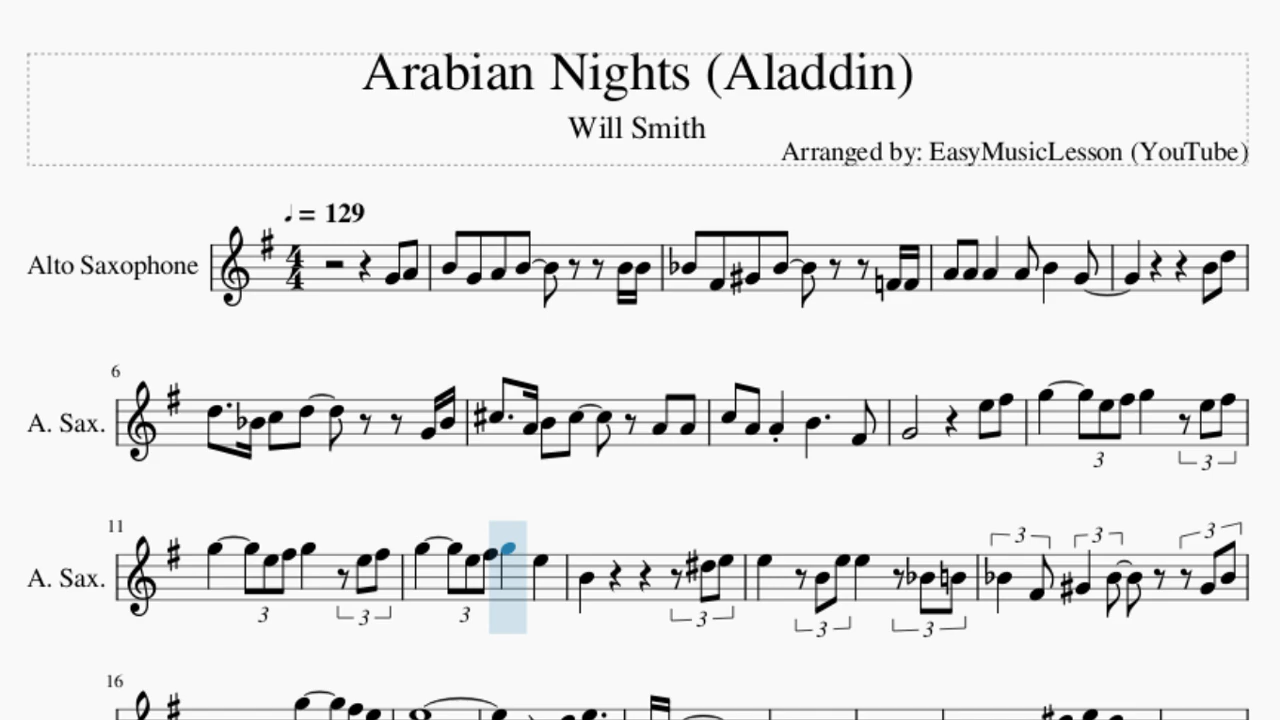 Arabian Nights (Aladdin)
Will Smith
Arranged by: EasyMusicLesson (YouTube)
♩ = 129
Alto Saxophone
4
4
6
A. Sax.
3
3
11
A. Sax.
3
3
3
3
3
3
3
3
3
16